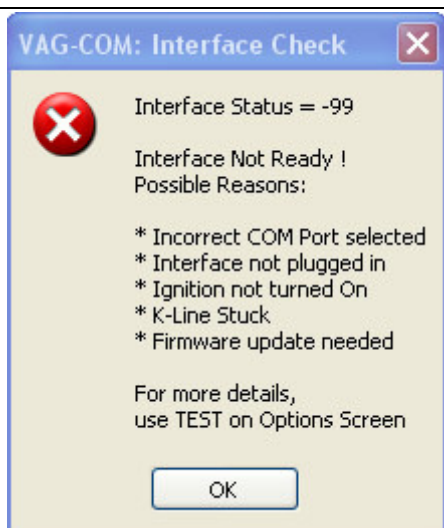 VAG-COM: Interface Check
Interface Status = -99
Interface Not Ready !
Possible Reasons:
* Incorrect COM Port selected
* Interface not plugged in
* Ignition not turned On
* K-Line Stuck
* Firmware update needed
For more details,
use TEST on Options Screen
OK